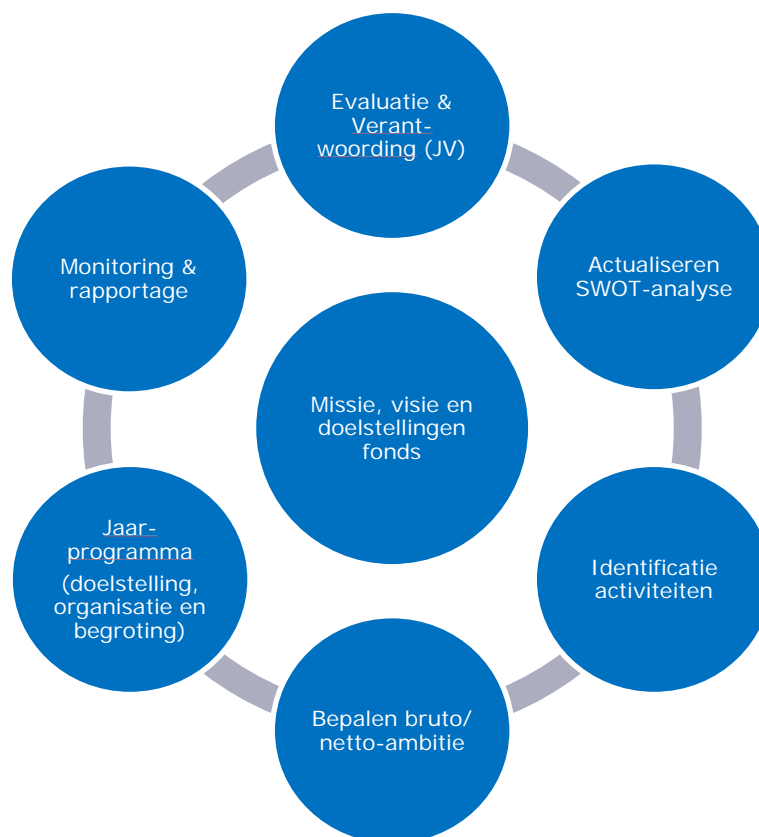 Evaluatie &
Verant-
woording (JV)
Actualiseren
SWOT-analyse
Identificatie
activiteiten
Bepalen bruto/
netto-ambitie
Jaar-
programma
(doelstelling,
organisatie en
begroting)
Monitoring &
rapportage
Missie, visie en
doelstellingen
fonds